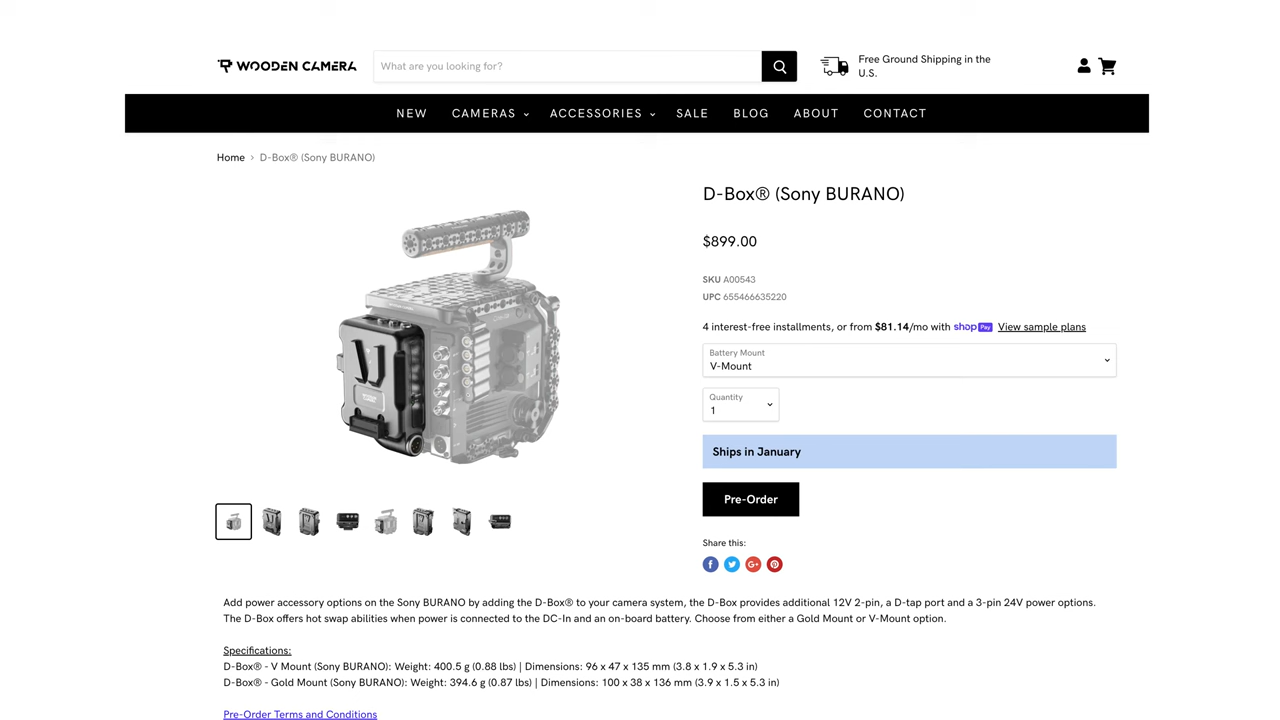 WOODEN CAMERA
What are you looking for?
Free Ground Shipping in the
U.S.
NEW CAMERAS ACCESSORIES SALE BLOG ABOUT CONTACT
Home › D-Box® (Sony BURANO)
D-Box® (Sony BURANO)
$899.00
SKU A00543
UPC 655466635220
4 interest-free installments, or from $81.14/mo with shop Pay View sample plans
Battery Mount
V-Mount
Quantity
1
Ships in January
Pre-Order
Share this:
Add power accessory options on the Sony BURANO by adding the D-Box® to your camera system, the D-Box provides additional 12V 2-pin, a D-tap port and a 3-pin 24V power options.
The D-Box offers hot swap abilities when power is connected to the DC-In and an on-board battery. Choose from either a Gold Mount or V-Mount option.
Specifications:
D-Box® - V Mount (Sony BURANO): Weight: 400.5 g (0.88 lbs) | Dimensions: 96 x 47 x 135 mm (3.8 x 1.9 x 5.3 in)
D-Box® - Gold Mount (Sony BURANO): Weight: 394.6 g (0.87 lbs) | Dimensions: 100 x 38 x 136 mm (3.9 x 1.5 x 5.3 in)
Pre-Order Terms and Conditions